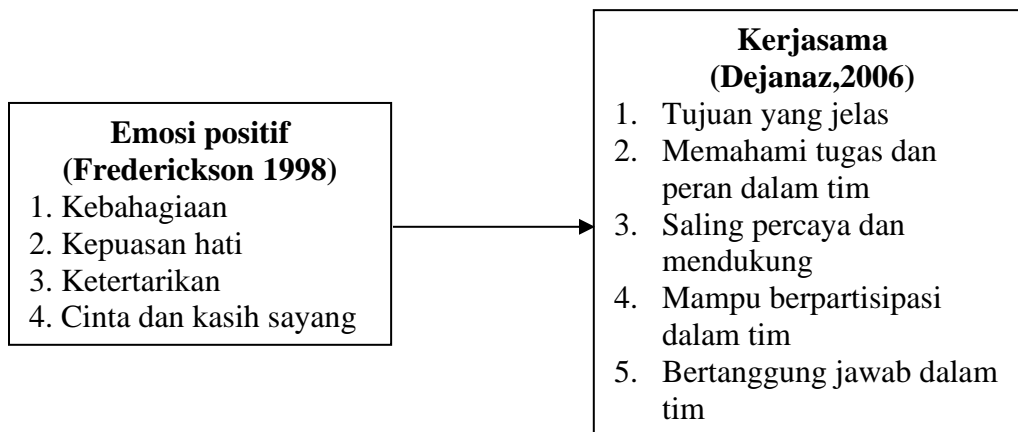 Emosi positif
(Frederickson 1998)
1. Kebahagiaan
2. Kepuasan hati
3. Ketertarikan
4. Cinta dan kasih sayang
Kerjasama
(Dejanaz,2006)
1. Tujuan yang jelas
2. Memahami tugas dan
peran dalam tim
3. Saling percaya dan
mendukung
4. Mampu berpartisipasi
dalam tim
5. Bertanggung jawab dalam
tim